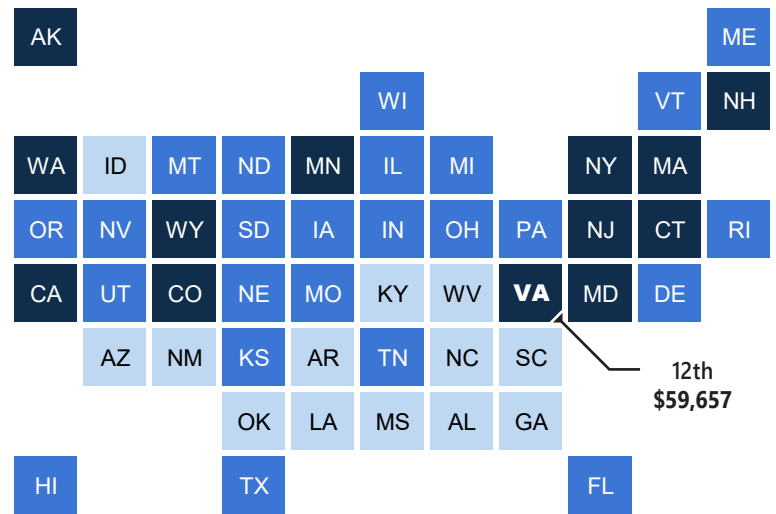 AK ME
WI VT NH
WA ID MT ND MN IL MI NY MA
OR NV WY SD IA IN OH PA NJ CT RI
CA UT CO NE MO KY WV VA MD DE
AZ NM KS AR TN NC SC
12th
$59,657
OK LA MS AL GA
HI TX FL